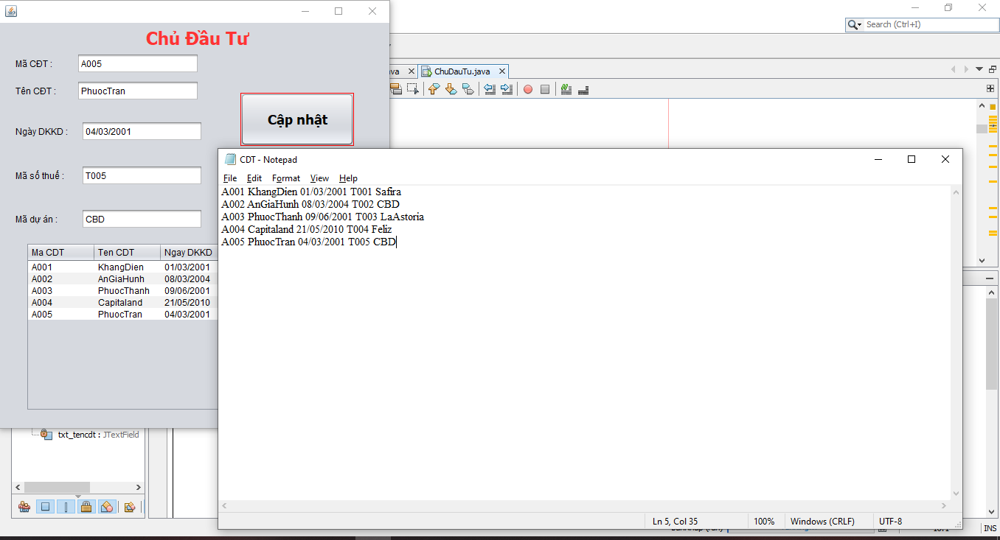 Chủ Đầu Tư
Mã CĐT :
A005
Tên CĐT :
PhuocTran
Ngày DKKD :
04/03/2001
Cập nhật
Mã số thuế :
T005
Mã dự án :
CBD
Ma CDT Ten CDT Ngay DKKD
A001 KhangDien 01/03/2001
A002 AnGiaHunh 08/03/2004
A003 PhuocThanh 09/06/2001
A004 Capitaland 21/05/2010
A005 PhuocTran 04/03/2001
Search (Ctrl+I)
ChuDauTu.java
CDT - Notepad
File Edit Format View Help
A001 KhangDien 01/03/2001 T001 Safira
A002 AnGiaHunh 08/03/2004 T002 CBD
A003 PhuocThanh 09/06/2001 T003 LaAstoria
A004 Capitaland 21/05/2010 T004 Feliz
A005 PhuocTran 04/03/2001 T005 CBD
Ln 5, Col 35 100% Windows (CRLF) UTF-8
txt_tencdt : JTextField
INS